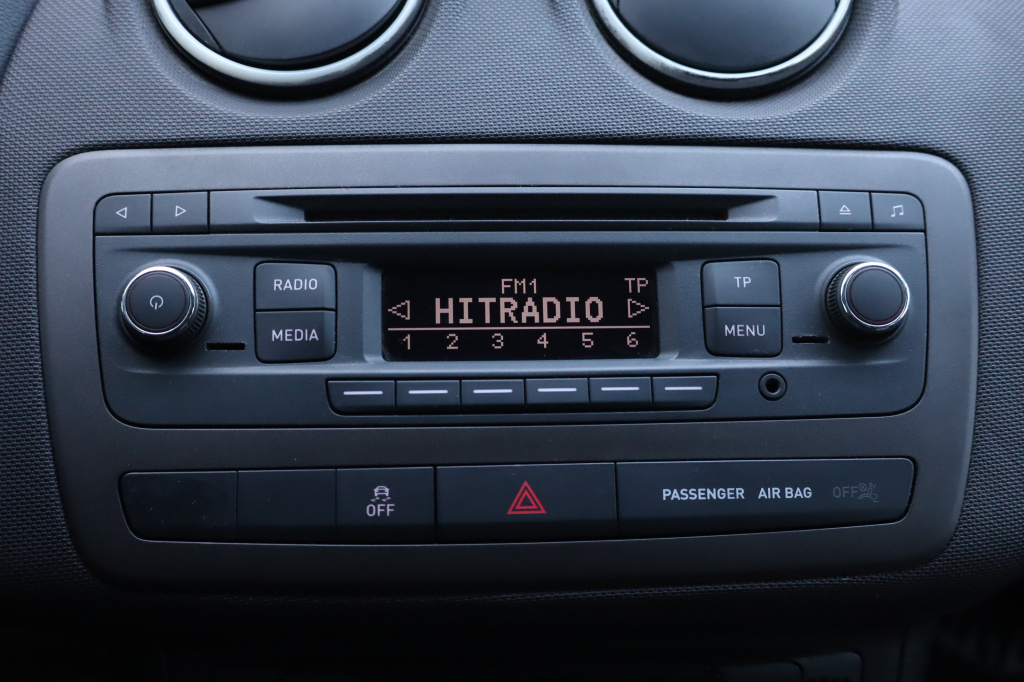 RADIO
MEDIA
FM1 TP
HITRADIO
1 2 3 4 5 6
TP
MENU
OFF
PASSENGER AIR BAG OFF